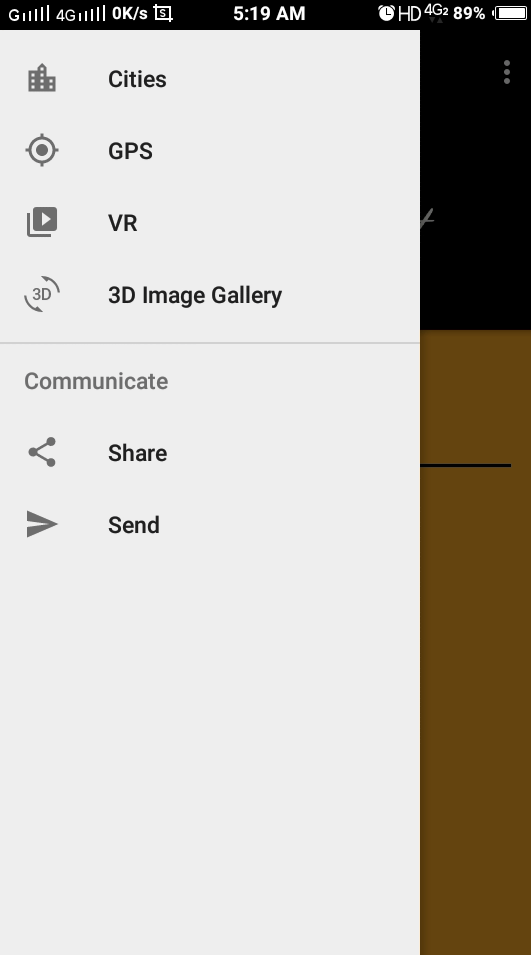 G 4G 0K/s S 5:19 AM HD 4G2 89%
Cities
GPS
VR
3D 3D Image Gallery
Communicate
Share
Send